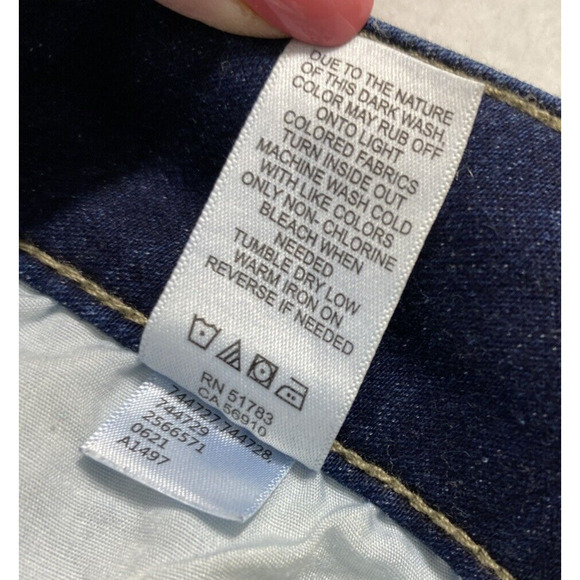 DUE TO THE NATURE
OF THIS DARK WASH,
COLOR MAY RUB OFF
ONTO LIGHT
COLORED FABRICS
TURN INSIDE OUT
MACHINE WASH COLD
WITH LIKE COLORS
ONLY NON- CHLORINE
BLEACH WHEN
NEEDED
TUMBLE DRY LOW
WARM IRON ON
REVERSE IF NEEDED
RN 51783
CA 56910
744727,744728,
744729
2566571
0621
A1497